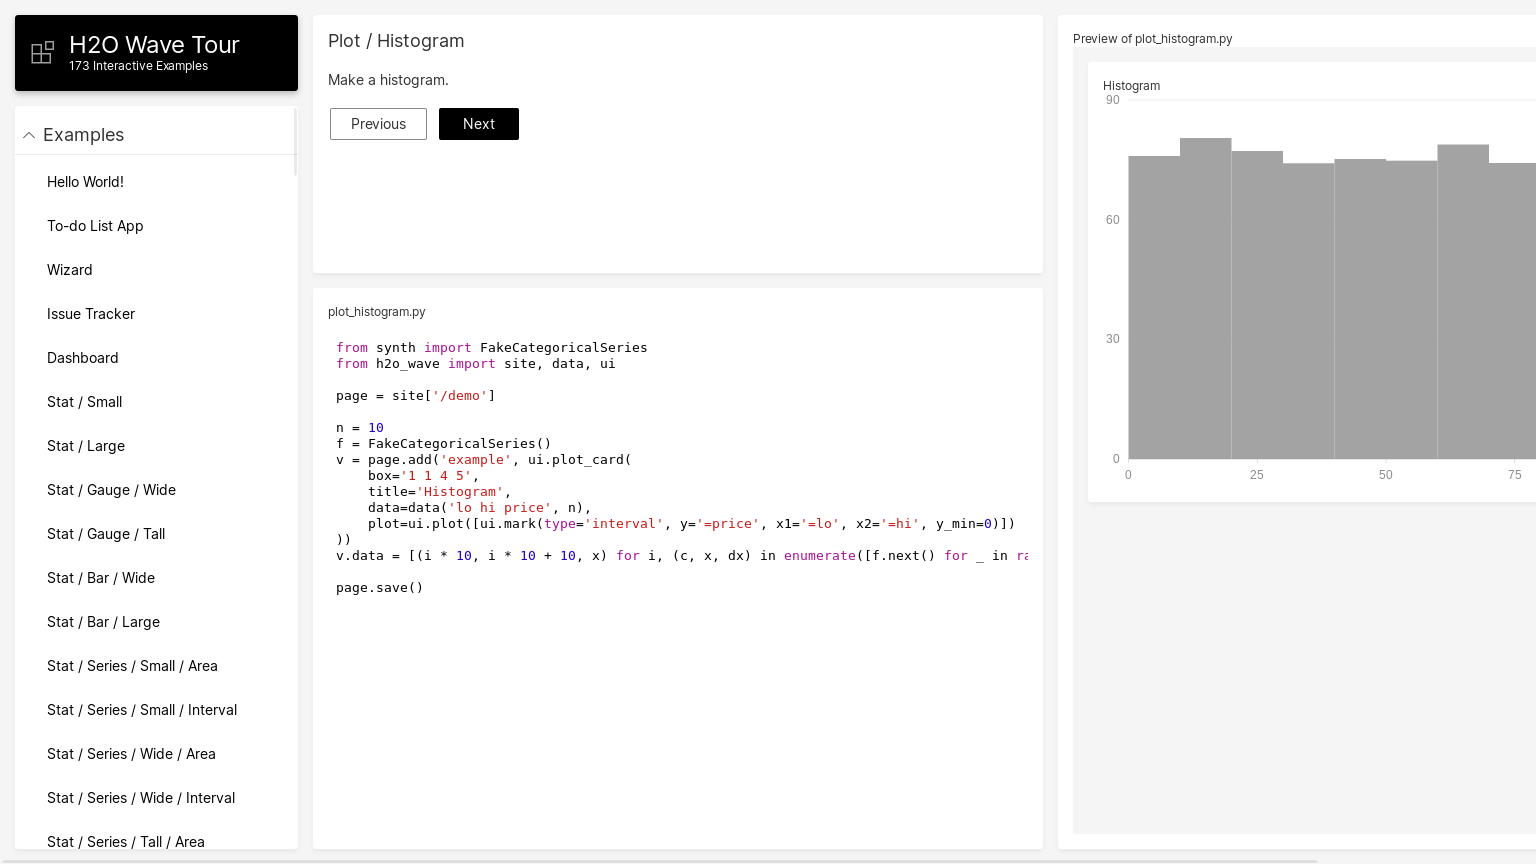 H2O Wave Tour
173 Interactive Examples
Examples
Hello World!
To-do List App
Wizard
Issue Tracker
Dashboard
Stat / Small
Stat / Large
Stat / Gauge / Wide
Stat / Gauge / Tall
Stat / Bar / Wide
Stat / Bar / Large
Stat / Series / Small / Area
Stat / Series / Small / Interval
Stat / Series / Wide / Area
Stat / Series / Wide / Interval
Stat / Series / Tall / Area
Plot / Histogram
Make a histogram.
Previous
Next
plot_histogram.py
from synth import FakeCategoricalSeries
from h2o_wave import site, data, ui
page = site['/demo']
n = 10
f = FakeCategoricalSeries()
v = page.add('example', ui.plot_card(
    box='1 1 4 5',
    title='Histogram',
    data=data('lo hi price', n),
    plot=ui.plot([ui.mark(type='interval', y='=price', x1='=lo', x2='=hi', y_min=0)])
))
v.data = [(i * 10, i * 10 + 10, x) for i, (c, x, dx) in enumerate([f.next() for _ in ra
page.save()
Preview of plot_histogram.py
Histogram
90
60
30
0
0 25 50 75